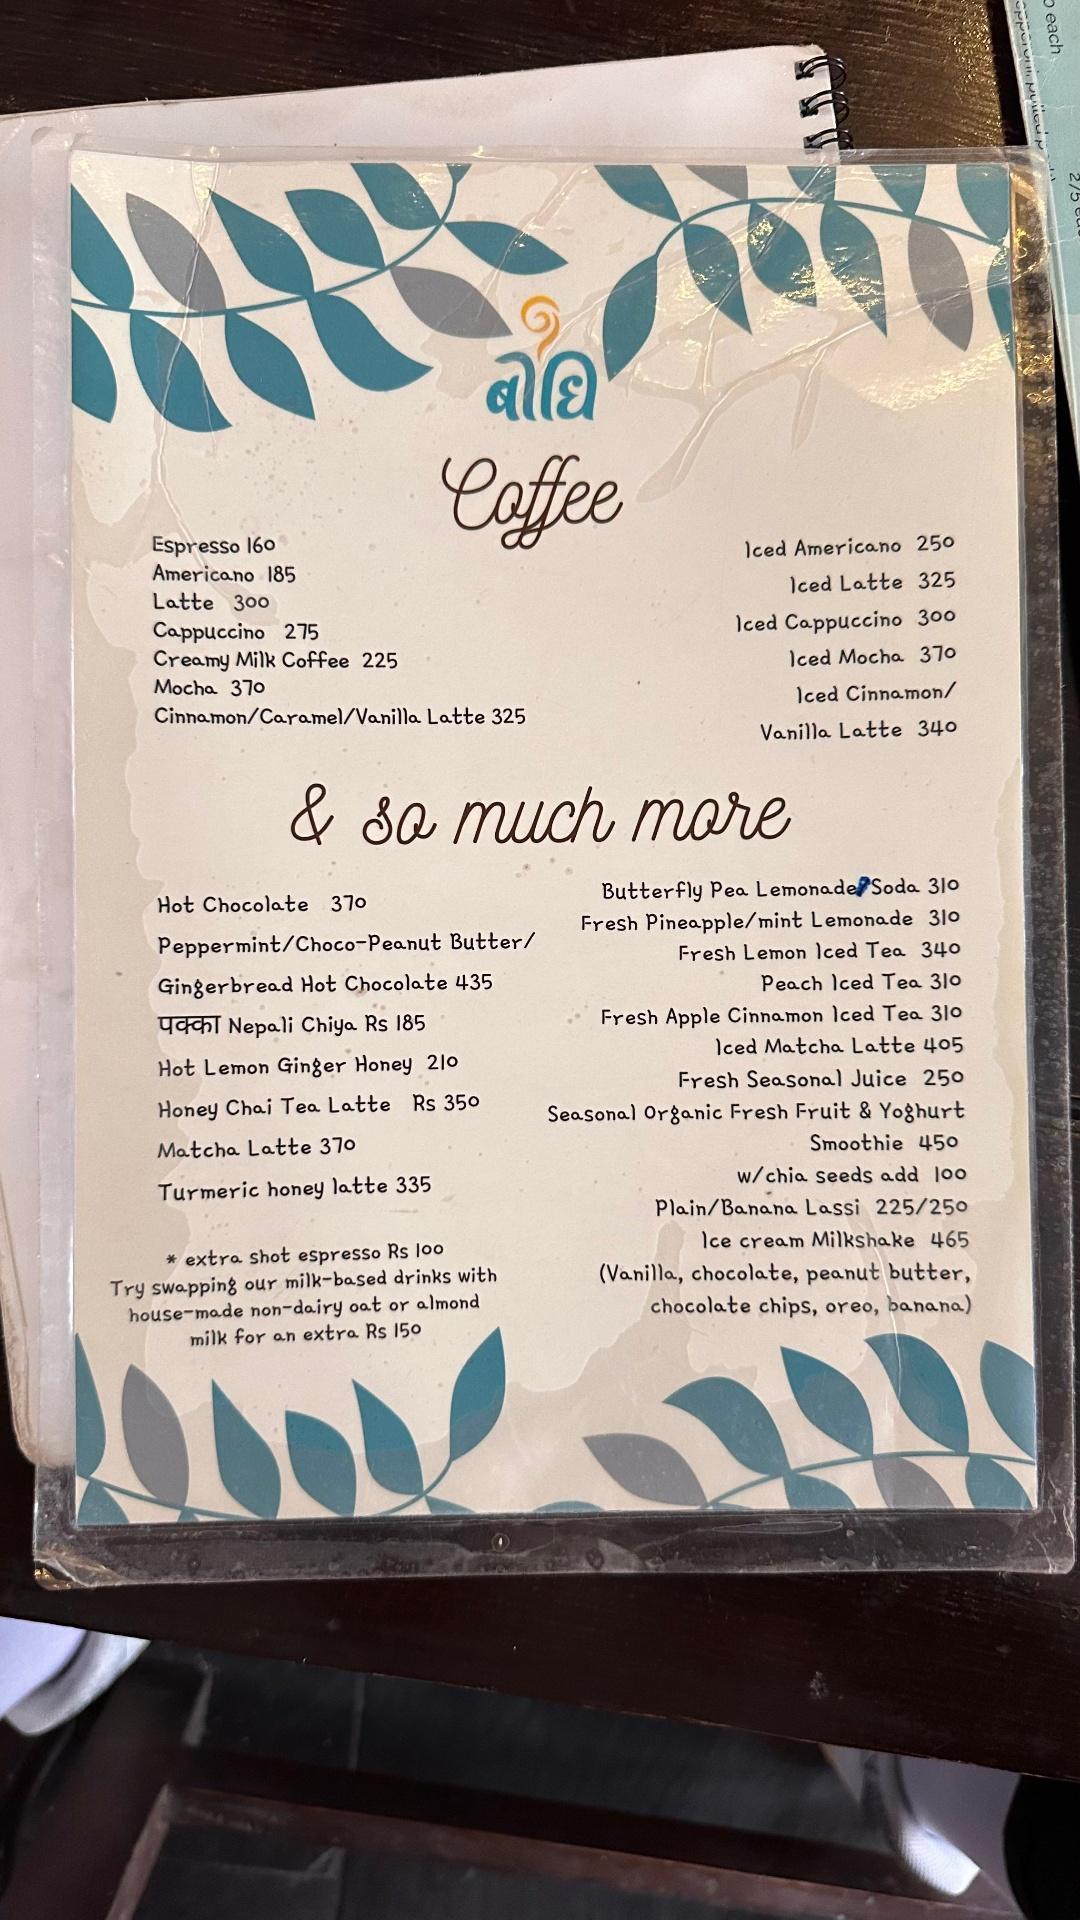 बोधि
Coffee
Espresso 160
Americano 185
Latte 300
Cappuccino 275
Creamy Milk Coffee 225
Mocha 370
Cinnamon/Caramel/Vanilla Latte 325
Iced Americano 250
Iced Latte 325
Iced Cappuccino 300
Iced Mocha 370
Iced Cinnamon/
Vanilla Latte 340
& so much more
Hot Chocolate 370
Peppermint/Choco-Peanut Butter/
Gingerbread Hot Chocolate 435
पक्का Nepali Chiya Rs 185
Hot Lemon Ginger Honey 210
Honey Chai Tea Latte Rs 350
Matcha Latte 370
Turmeric honey latte 335
* extra shot espresso Rs 100
Try swapping our milk-based drinks with
house-made non-dairy oat or almond
milk for an extra Rs 150
Butterfly Pea Lemonade Soda 310
Fresh Pineapple/mint Lemonade 310
Fresh Lemon Iced Tea 340
Peach Iced Tea 310
Fresh Apple Cinnamon Iced Tea 310
Iced Matcha Latte 405
Fresh Seasonal Juice 250
Seasonal Organic Fresh Fruit & Yoghurt
Smoothie 450
w/chia seeds add 100
Plain/Banana Lassi 225/250
Ice cream Milkshake 465
(Vanilla, chocolate, peanut butter,
chocolate chips, oreo, banana)
each,
2/5